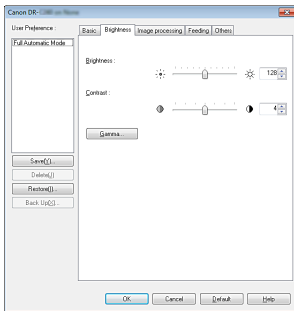 Canon DR-
User Preference :
Full Automatic Mode
Save(Y)...
Delete(J)
Restore(I)...
Back Up(X)...
Basic Brightness Image processing Feeding Others
Brightness :
128
Contrast :
4
Gamma...
OK Cancel Default Help